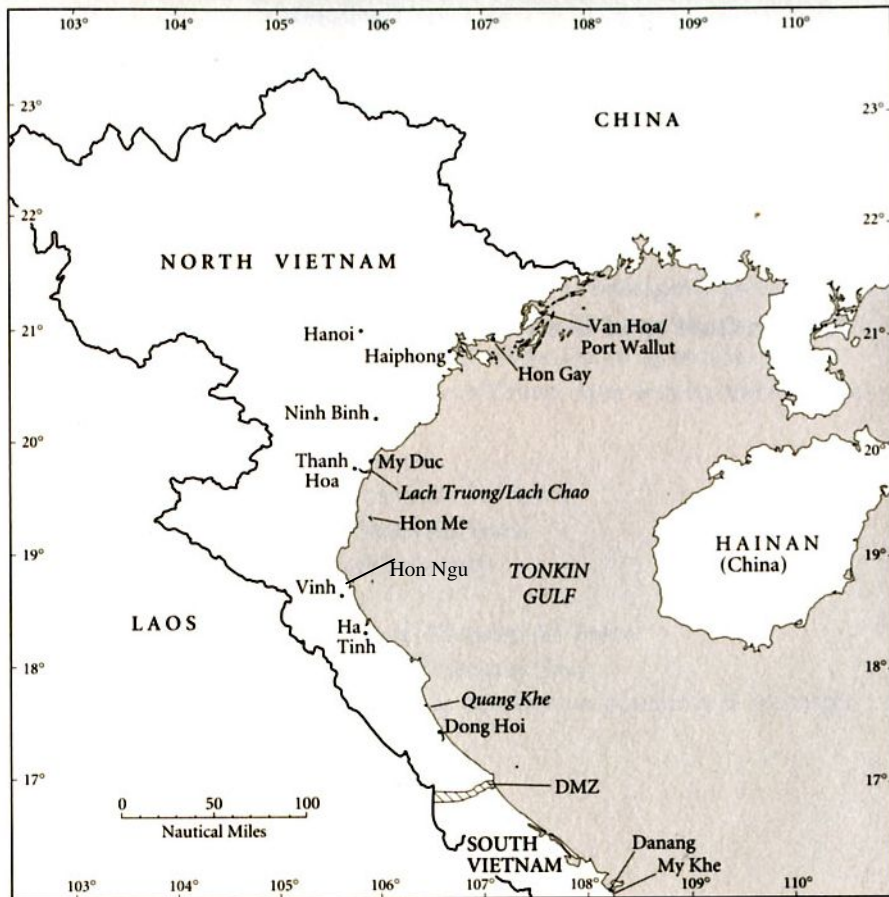 103° 104° 105° 106° 107° 108° 109° 110°
23° 23°
CHINA
22° 22°
NORTH VIETNAM
21° 21°
Hanoi
Van Hoa/
Port Wallut
Haiphong
Hon Gay
Ninh Binh
20° 20°
Thanh
Hoa
My Duc
Lach Truong/Lach Chao
Hon Me
19° 19°
HAINAN
(China)
Hon Ngu
TONKIN
GULF
Vinh
LAOS
Ha
Tinh
18° 18°
Quang Khe
Dong Hoi
17° 17°
DMZ
0 50 100
Nautical Miles
SOUTH
VIETNAM
Danang
My Khe
103° 104° 105° 106° 107° 108° 109° 110°